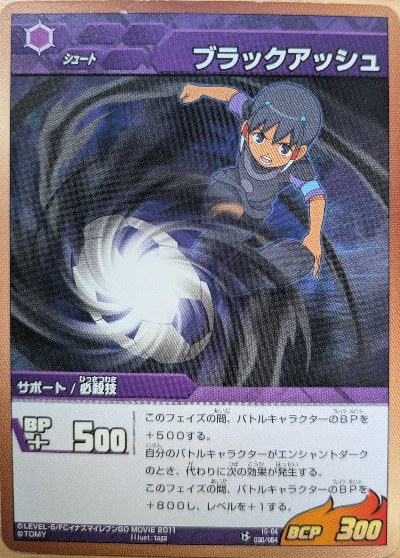 シュート
ブラックアッシュ
サポート / 必殺技
ひっさつわざ
BP + 500
このフェイズの間、バトルキャラクターのBPを
+500する。
自分のバトルキャラクターがエンシャントダーク
のとき、代わりに次の効果が発生する。
このフェイズの間、バトルキャラクターのBPを
+800し、レベルを+1する。
©LEVEL-5/FCイナズマイレブンGO MOVIE 2011
©TOMY
Illust:toga
IG-04
BCP 300